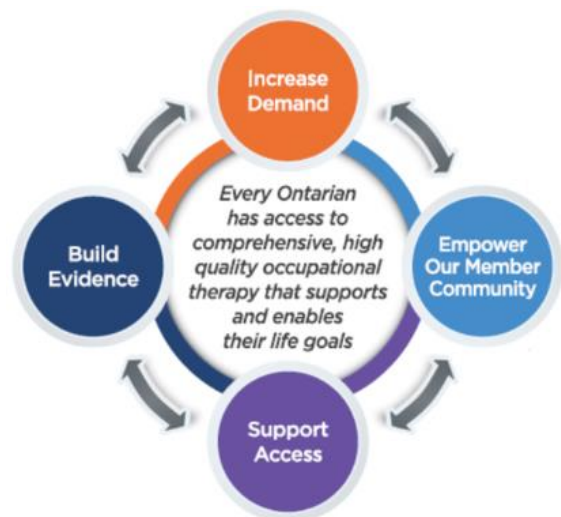 Increase
Demand
Every Ontarian
has access to
comprehensive, high
quality occupational
therapy that supports
and enables
their life goals
Build
Evidence
Empower
Our Member
Community
Support
Access